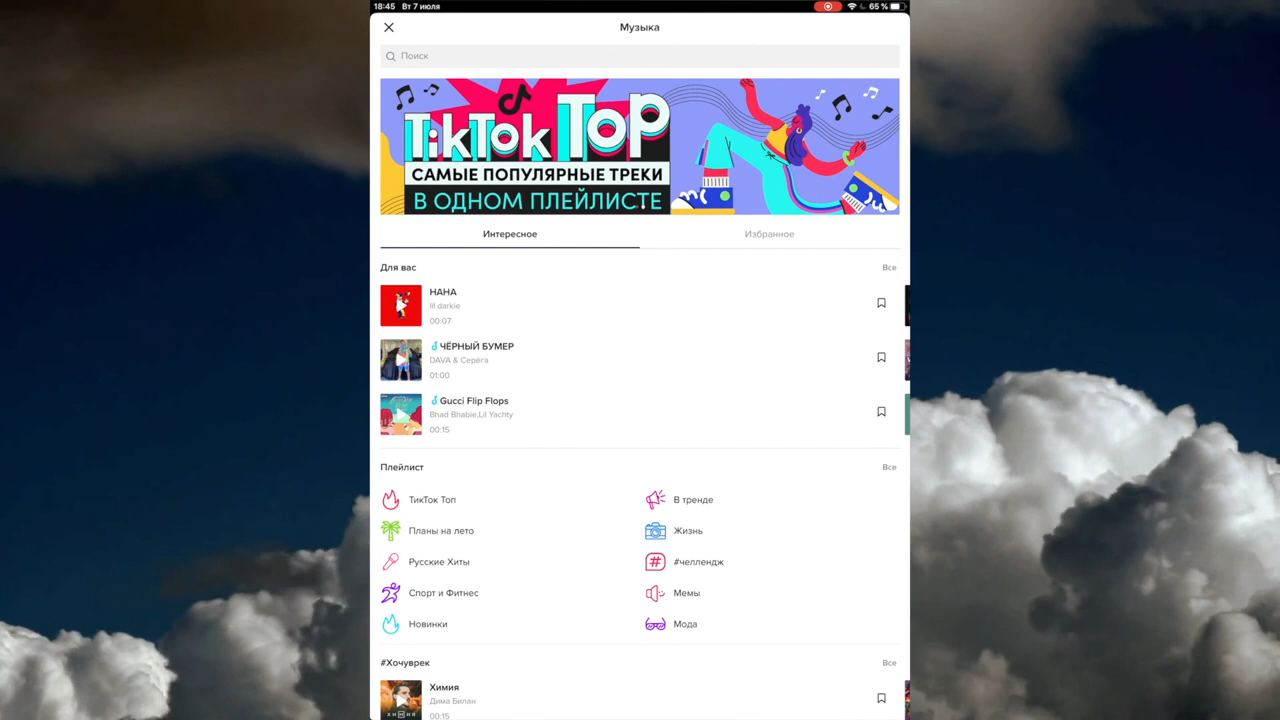 18:45 Вт 7 июля 65 %
Музыка
Поиск
TikTok Top
САМЫЕ ПОПУЛЯРНЫЕ ТРЕКИ
В ОДНОМ ПЛЕЙЛИСТЕ
Интересное Избранное
Для вас Все
HAHA
lil darkie
00:07
ЧЁРНЫЙ БУМЕР
DAVA & Серёга
01:00
Gucci Flip Flops
Bhad Bhabie,Lil Yachty
00:15
Плейлист Все
ТикТок Топ В тренде
Планы на лето Жизнь
Русские Хиты #челлендж
Спорт и Фитнес Мемы
Новинки Мода
#Хочуврек Все
Химия
Дима Билан
00:15